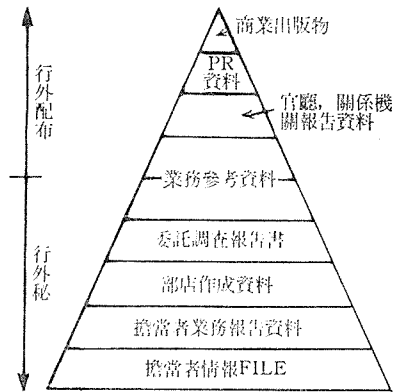 商業出版物
PR
資料
官廳, 關係機
關報告資料
行外配布
業務參考資料
行外秘
委託調査報告書
部店作成資料
擔當者業務報告資料
擔當者情報FILE